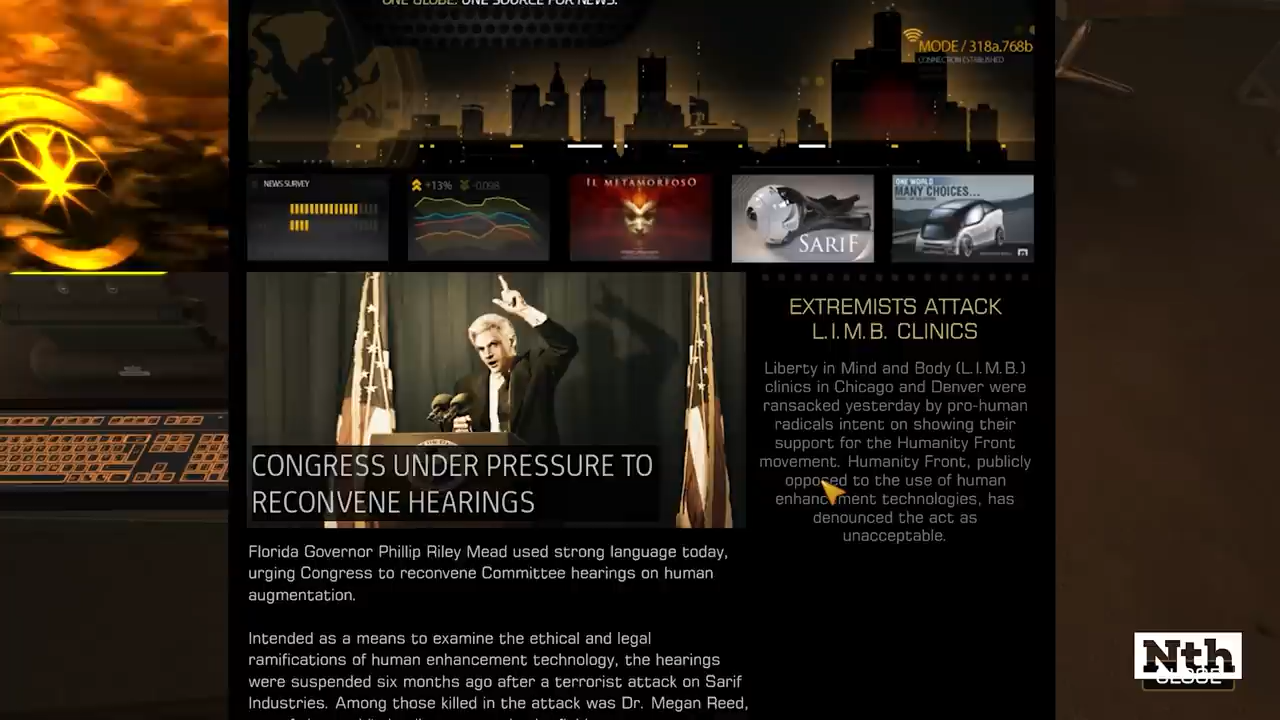 ONE GLOBE. ONE SOURCE FOR NEWS.
MODE / 318a.768b
CONNECTION ESTABLISHED
NEWS SURVEY
+13% -0.098
IL METAMORFOSO
SARIF
ONE WORLD
MANY CHOICES...
EXTREMISTS ATTACK
L.I.M.B. CLINICS
Liberty in Mind and Body (L.I.M.B.)
clinics in Chicago and Denver were
ransacked yesterday by pro-human
radicals intent on showing their
support for the Humanity Front
movement. Humanity Front, publicly
opposed to the use of human
enhancement technologies, has
denounced the act as
unacceptable.
CONGRESS UNDER PRESSURE TO
RECONVENE HEARINGS
Florida Governor Phillip Riley Mead used strong language today,
urging Congress to reconvene Committee hearings on human
augmentation.
Intended as a means to examine the ethical and legal
ramifications of human enhancement technology, the hearings
were suspended six months ago after a terrorist attack on Sarif
Industries. Among those killed in the attack was Dr. Megan Reed,
Nth
CLOSE